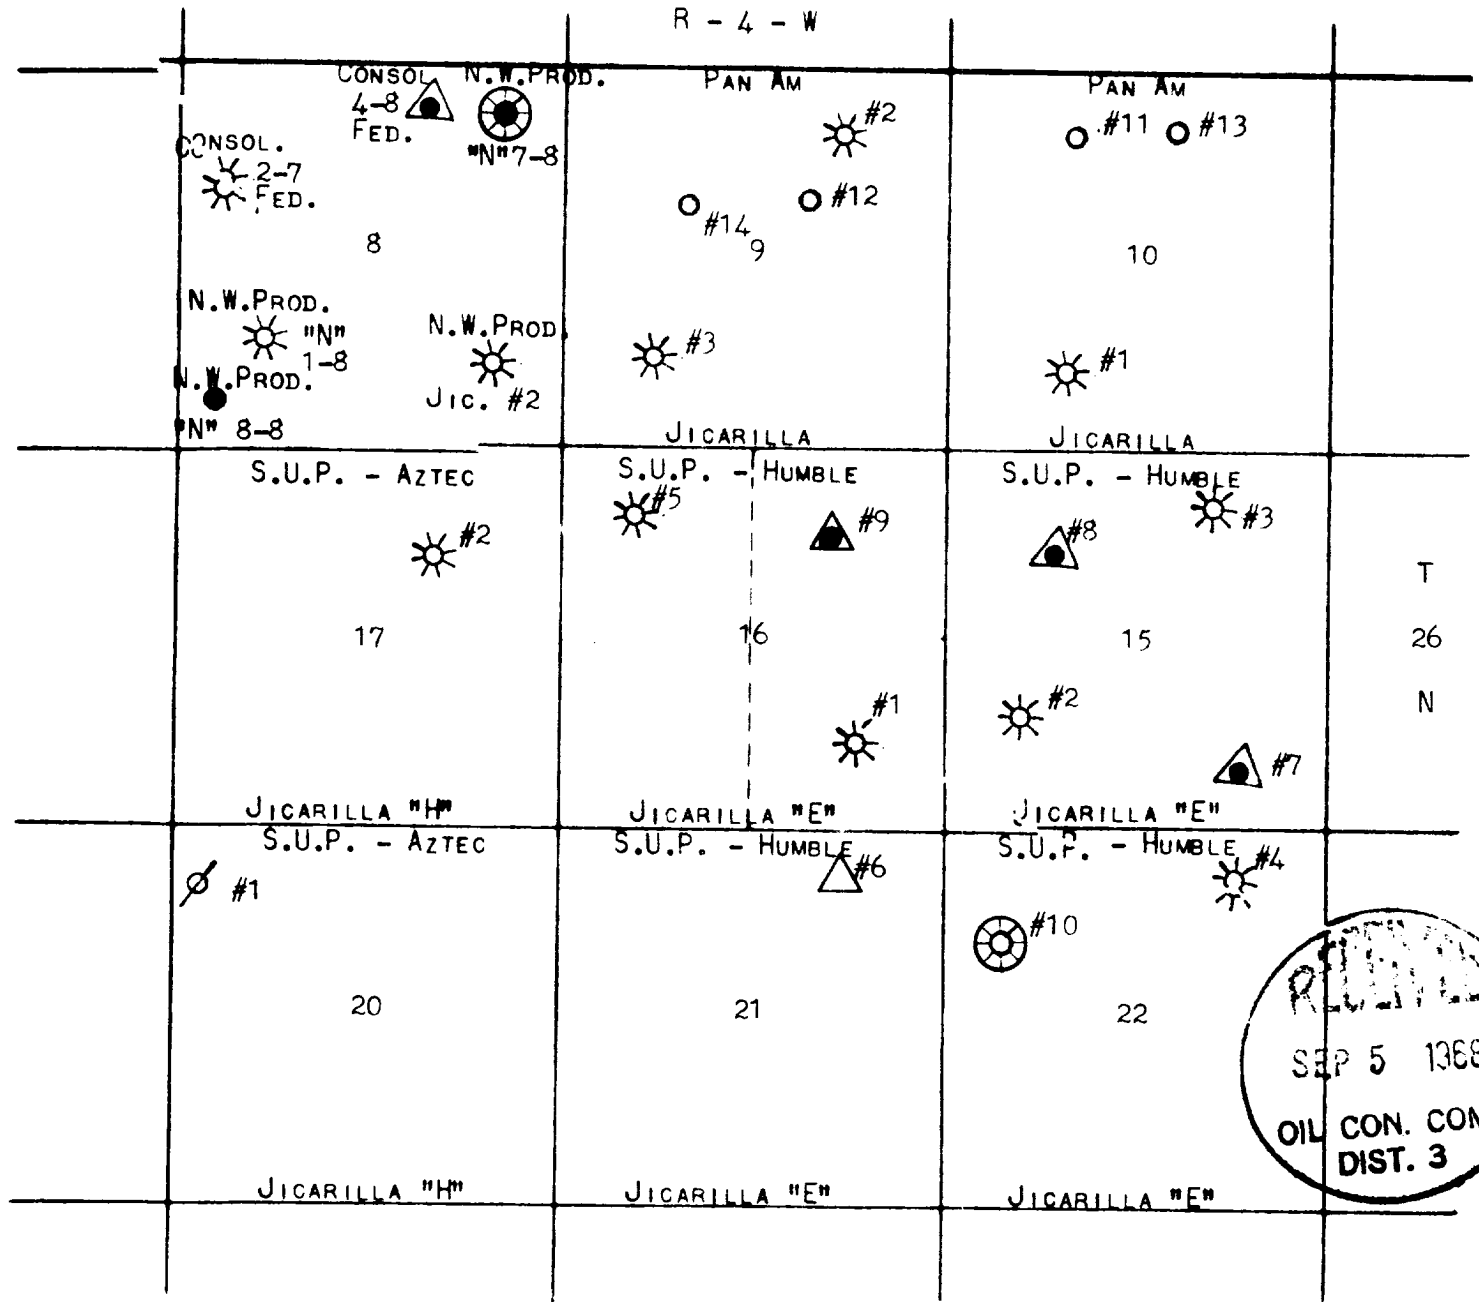 R - 4 - W
CONSOL.
4-8
FED.
N.W.PROD.
"N" 7-8
CONSOL.
2-7
FED.
8
N.W.PROD.
"N"
1-8
N.W.PROD.
"N" 8-8
N.W.PROD
JIC. #2
PAN AM
#2
#12
#14
9
#3
JICARILLA
PAN AM
#11
#13
10
#1
JICARILLA
S.U.P. - AZTEC
#2
17
JICARILLA "H"
S.U.P. - HUMBLE
#5
#9
16
#1
JICARILLA "E"
S.U.P. - HUMBLE
#8
#3
15
#2
#7
JICARILLA "E"
T
26
N
S.U.P. - AZTEC
#1
20
JICARILLA "H"
S.U.P. - HUMBLE
#6
21
JICARILLA "E"
S.U.P. - HUMBLE
#4
#10
22
JICARILLA "E"
SEP 5 1968
OIL CON. COM
DIST. 3